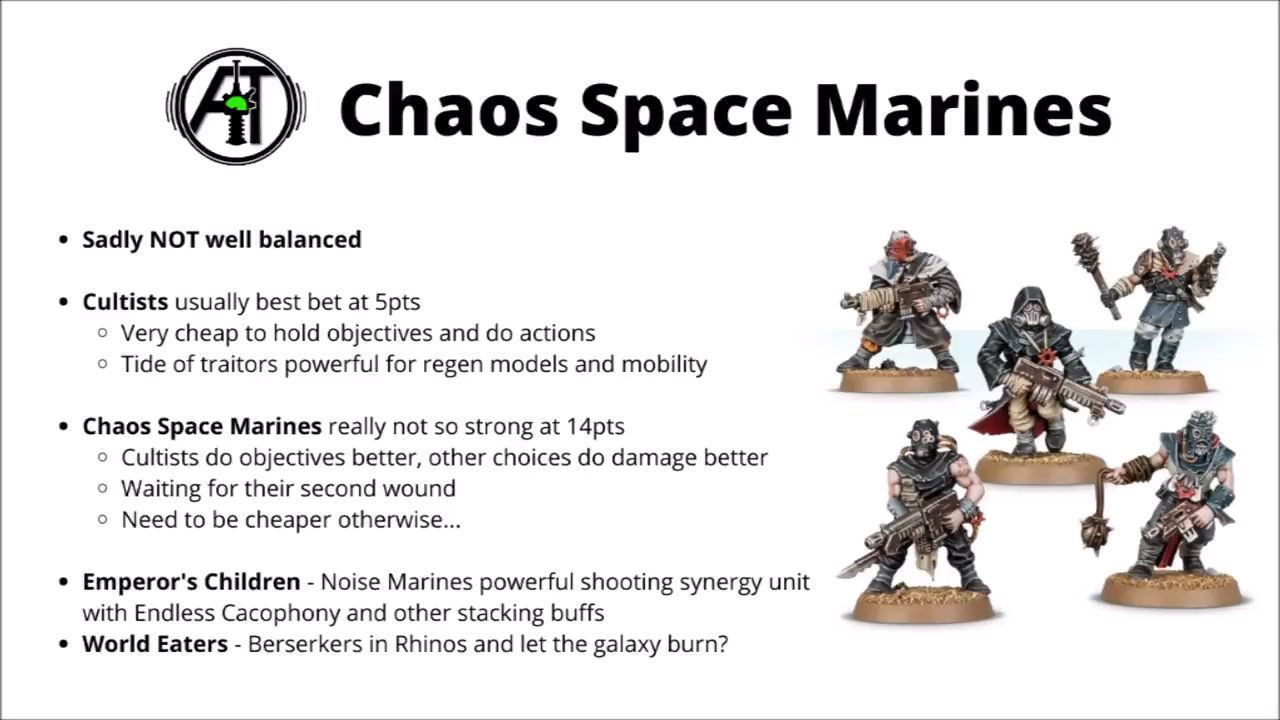 AT
Chaos Space Marines
• Sadly NOT well balanced
• Cultists usually best bet at 5pts
○ Very cheap to hold objectives and do actions
○ Tide of traitors powerful for regen models and mobility
• Chaos Space Marines really not so strong at 14pts
○ Cultists do objectives better, other choices do damage better
○ Waiting for their second wound
○ Need to be cheaper otherwise...
• Emperor's Children - Noise Marines powerful shooting synergy unit
with Endless Cacophony and other stacking buffs
• World Eaters - Berserkers in Rhinos and let the galaxy burn?